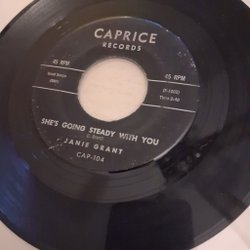 CAPRICE
RECORDS
45 RPM
45 RPM
SHE'S GOING STEADY WITH YOU
JANIE GRANT
CAP-104